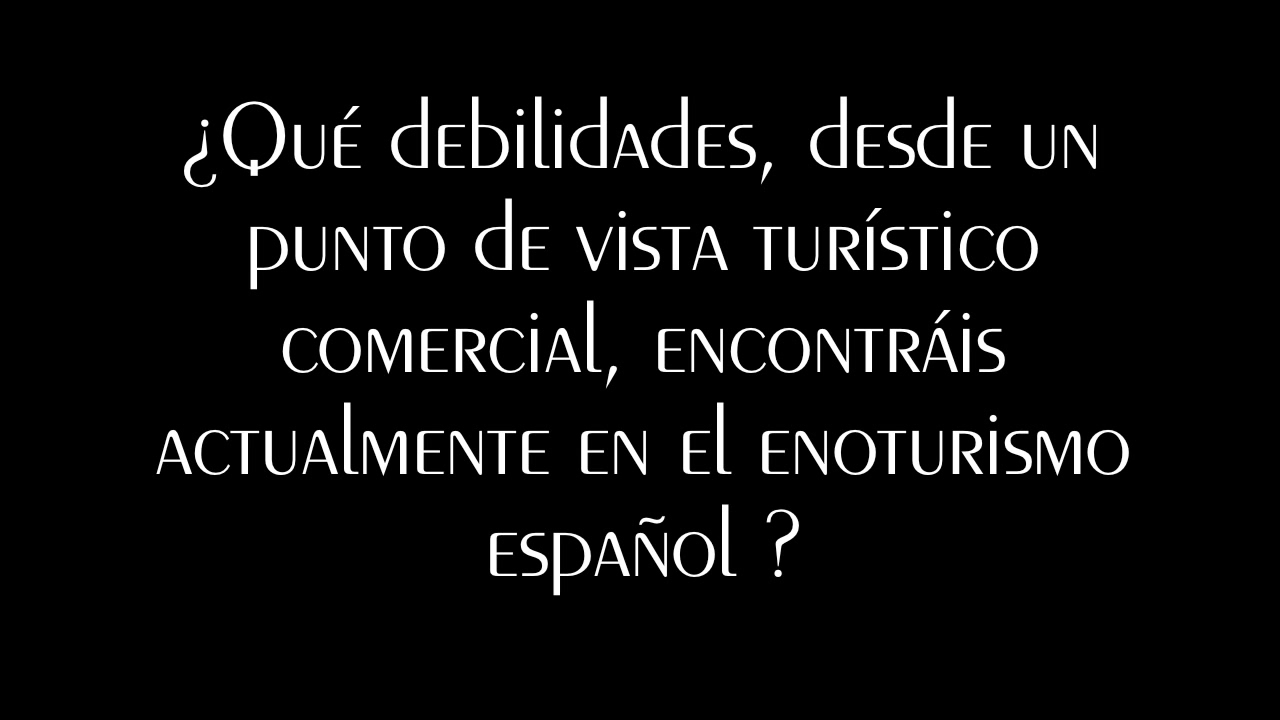 ¿Qué debilidades, desde un
punto de vista turístico
comercial, encontráis
actualmente en el enoturismo
español ?